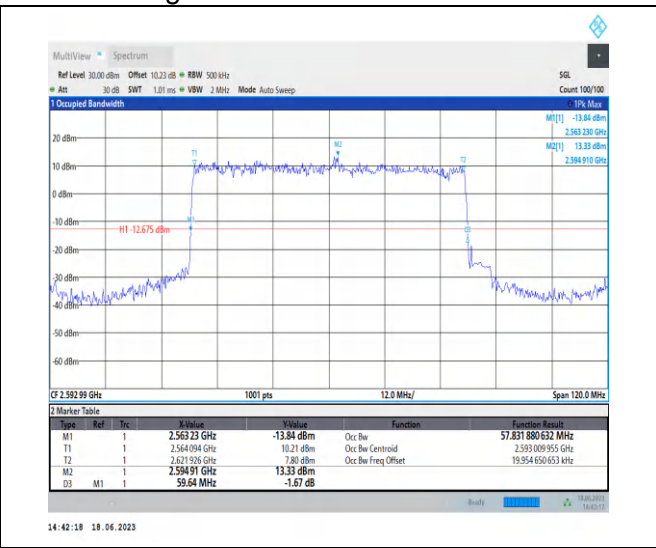 MultiView Spectrum
Ref Level 30.00 dBm Offset 10.23 dB RBW 500 kHz SGL
Att 30 dB SWT 1.01 ms VBW 2 MHz Mode Auto Sweep Count 100/100
1 Occupied Bandwidth 1Pk Max
M1[1] -13.84 dBm
2.563 230 GHz
M2[1] 13.33 dBm
2.594 910 GHz
20 dBm
M2
T1
T2
10 dBm
0 dBm
M1
-10 dBm
H1 -12.675 dBm
D3
-20 dBm
-30 dBm
-40 dBm
-50 dBm
-60 dBm
CF 2.592 99 GHz 1001 pts 12.0 MHz/ Span 120.0 MHz
2 Marker Table
Type Ref Trc X-Value Y-Value Function Function Result
M1 1 2.563 23 GHz -13.84 dBm Occ Bw 57.831 880 632 MHz
T1 1 2.564 094 GHz 10.21 dBm Occ Bw Centroid 2.593 009 955 GHz
T2 1 2.621 926 GHz 7.80 dBm Occ Bw Freq Offset 19.954 650 653 kHz
M2 1 2.594 91 GHz 13.33 dBm
D3 M1 1 59.64 MHz -1.67 dB
Ready 18.06.2023
14:42:17
14:42:18 18.06.2023